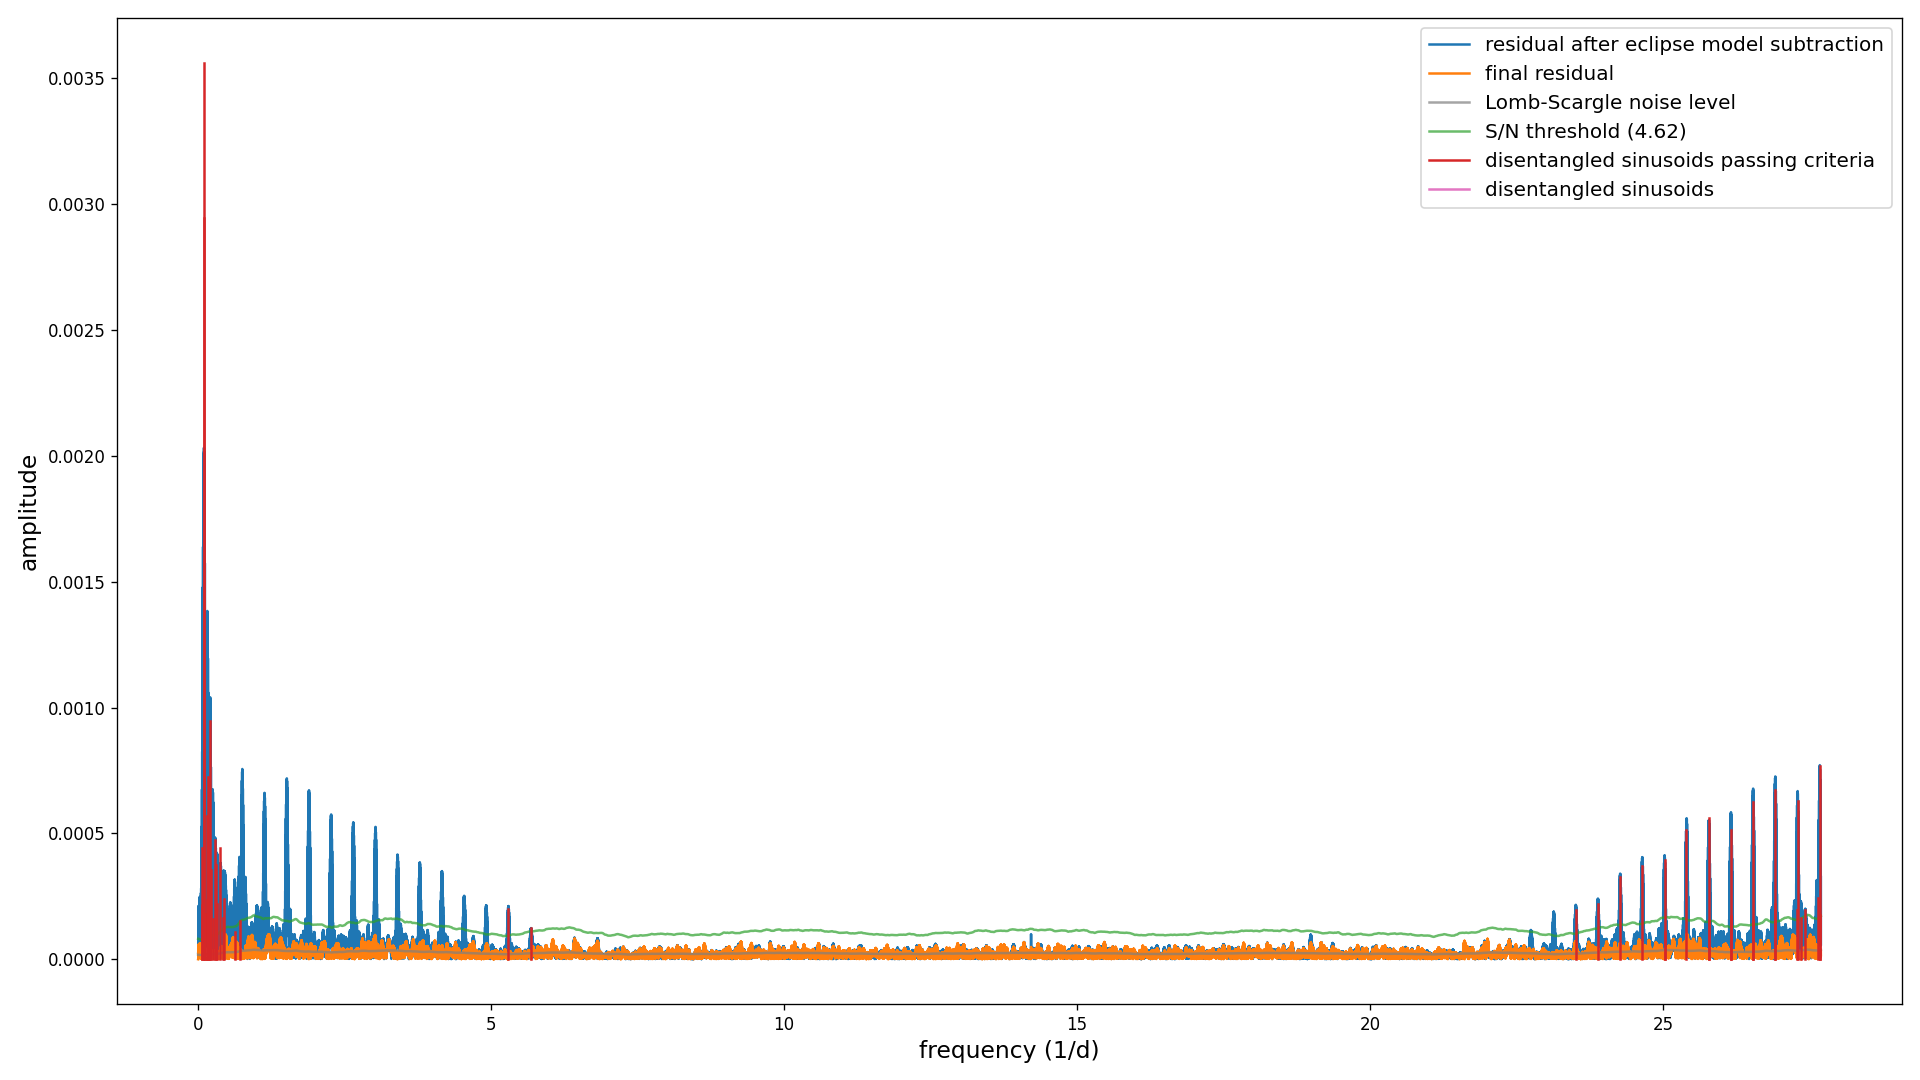 residual after eclipse model subtraction
final residual
Lomb-Scargle noise level
S/N threshold (4.62)
disentangled sinusoids passing criteria
disentangled sinusoids
0.0035
0.0030
0.0025
0.0020
0.0015
0.0010
0.0005
0.0000
amplitude
0 5 10 15 20 25
frequency (1/d)